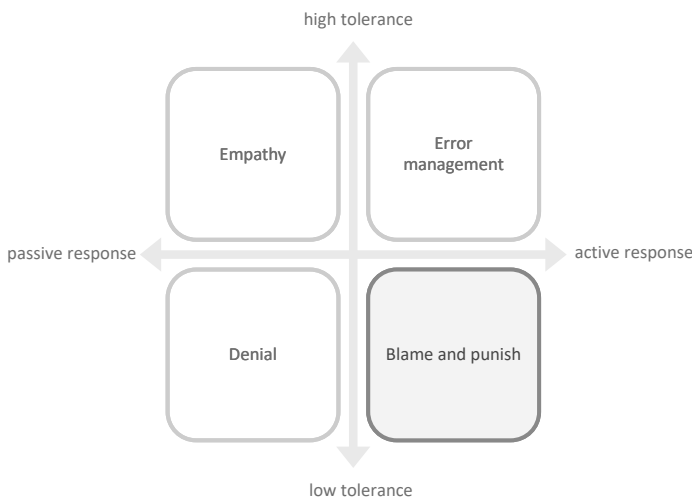 high tolerance
Empathy
Error
management
passive response
active response
Denial
Blame and punish
low tolerance